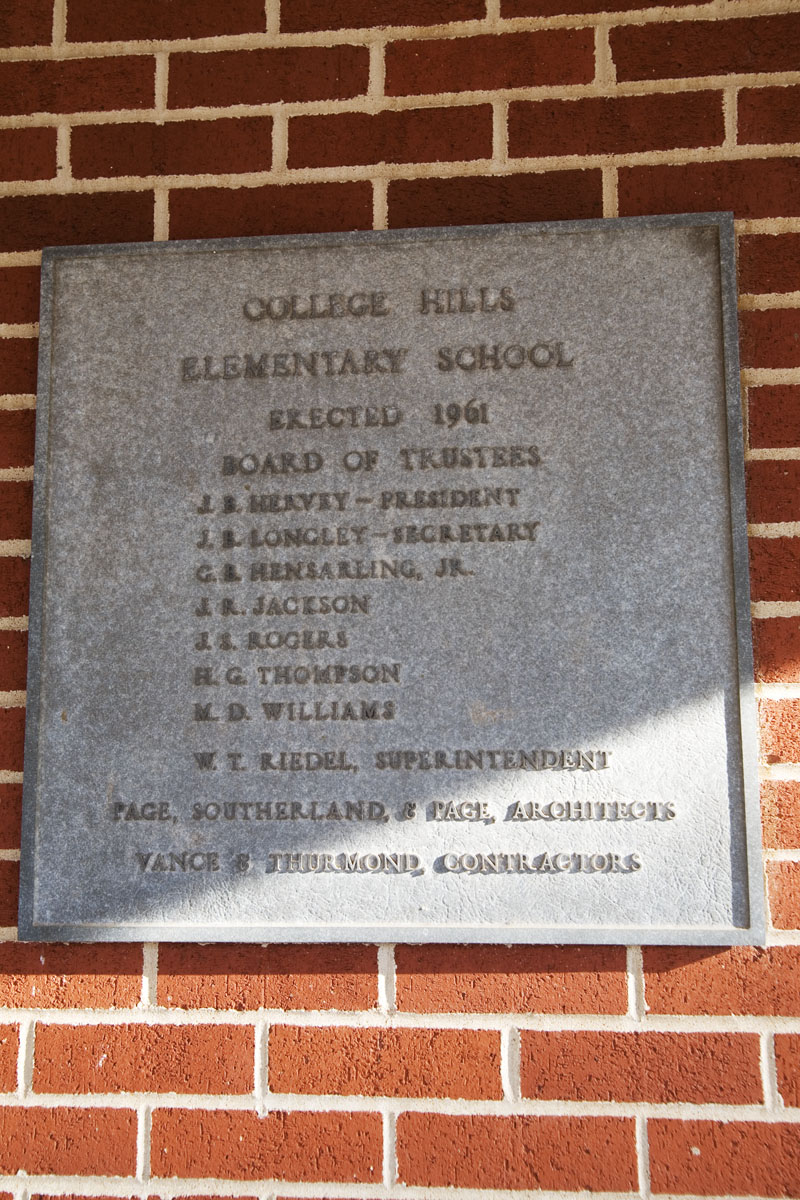 COLLEGE HILLS
ELEMENTARY SCHOOL
ERECTED 1961
BOARD OF TRUSTEES
J. B. HERVEY - PRESIDENT
J. B. LONGLEY - SECRETARY
C. B. HENSARLING, JR.
J. R. JACKSON
J. S. ROGERS
H. G. THOMPSON
M. D. WILLIAMS
W. T. RIEDEL, SUPERINTENDENT
PAGE, SOUTHERLAND, & PAGE, ARCHITECTS
VANCE & THURMOND, CONTRACTORS